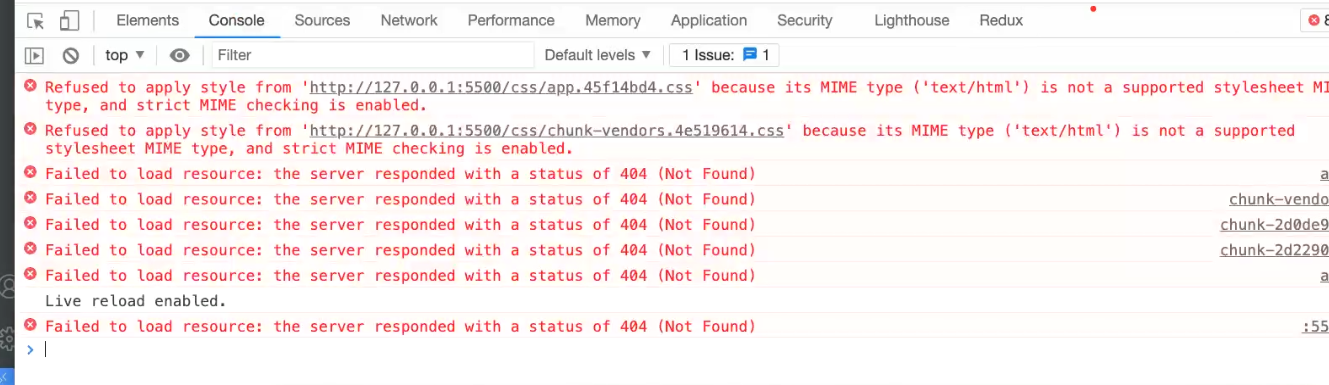 Elements Console Sources Network Performance Memory Application Security Lighthouse Redux 8
top Filter Default levels 1 Issue: 1
Refused to apply style from 'http://127.0.0.1:5500/css/app.45f14bd4.css' because its MIME type ('text/html') is not a supported stylesheet MI
type, and strict MIME checking is enabled.
Refused to apply style from 'http://127.0.0.1:5500/css/chunk-vendors.4e519614.css' because its MIME type ('text/html') is not a supported
stylesheet MIME type, and strict MIME checking is enabled.
Failed to load resource: the server responded with a status of 404 (Not Found) a
Failed to load resource: the server responded with a status of 404 (Not Found) chunk-vendo
Failed to load resource: the server responded with a status of 404 (Not Found) chunk-2d0de9
Failed to load resource: the server responded with a status of 404 (Not Found) chunk-2d2290
Failed to load resource: the server responded with a status of 404 (Not Found) a
Live reload enabled.
Failed to load resource: the server responded with a status of 404 (Not Found) :55